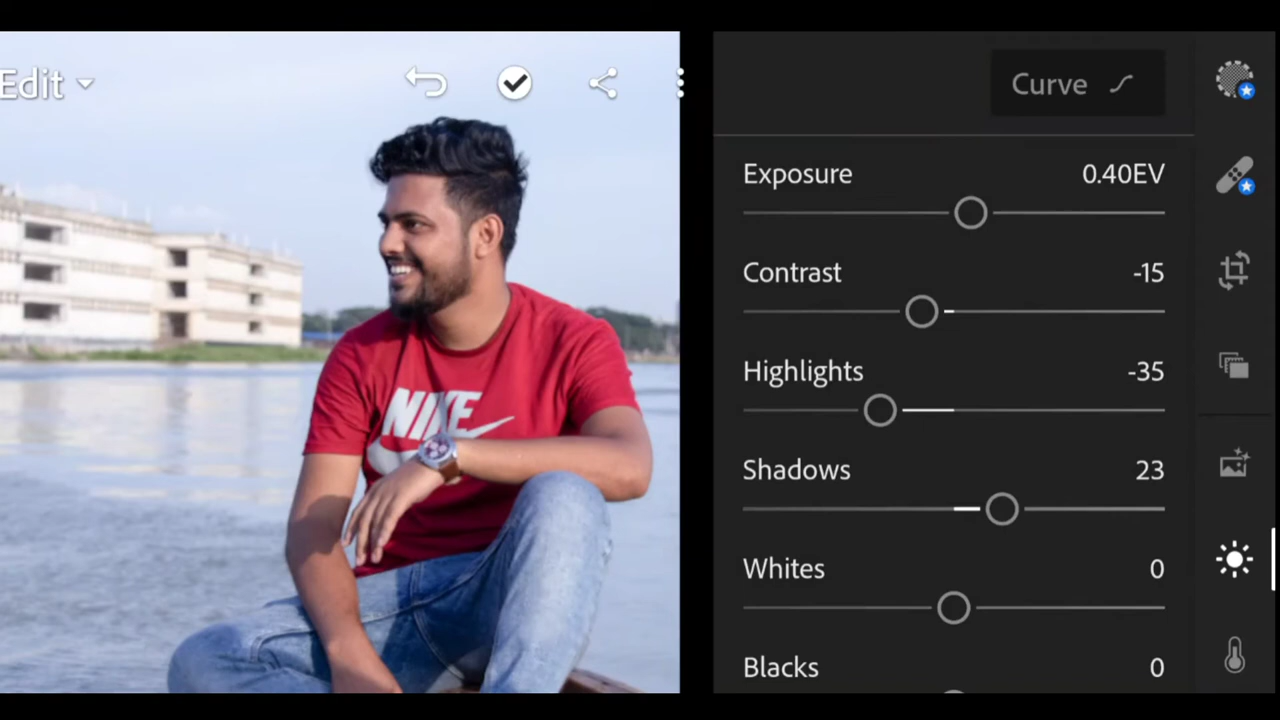 Edit
NIKE
Curve
Exposure 0.40EV
Contrast -15
Highlights -35
Shadows 23
Whites 0
Blacks 0